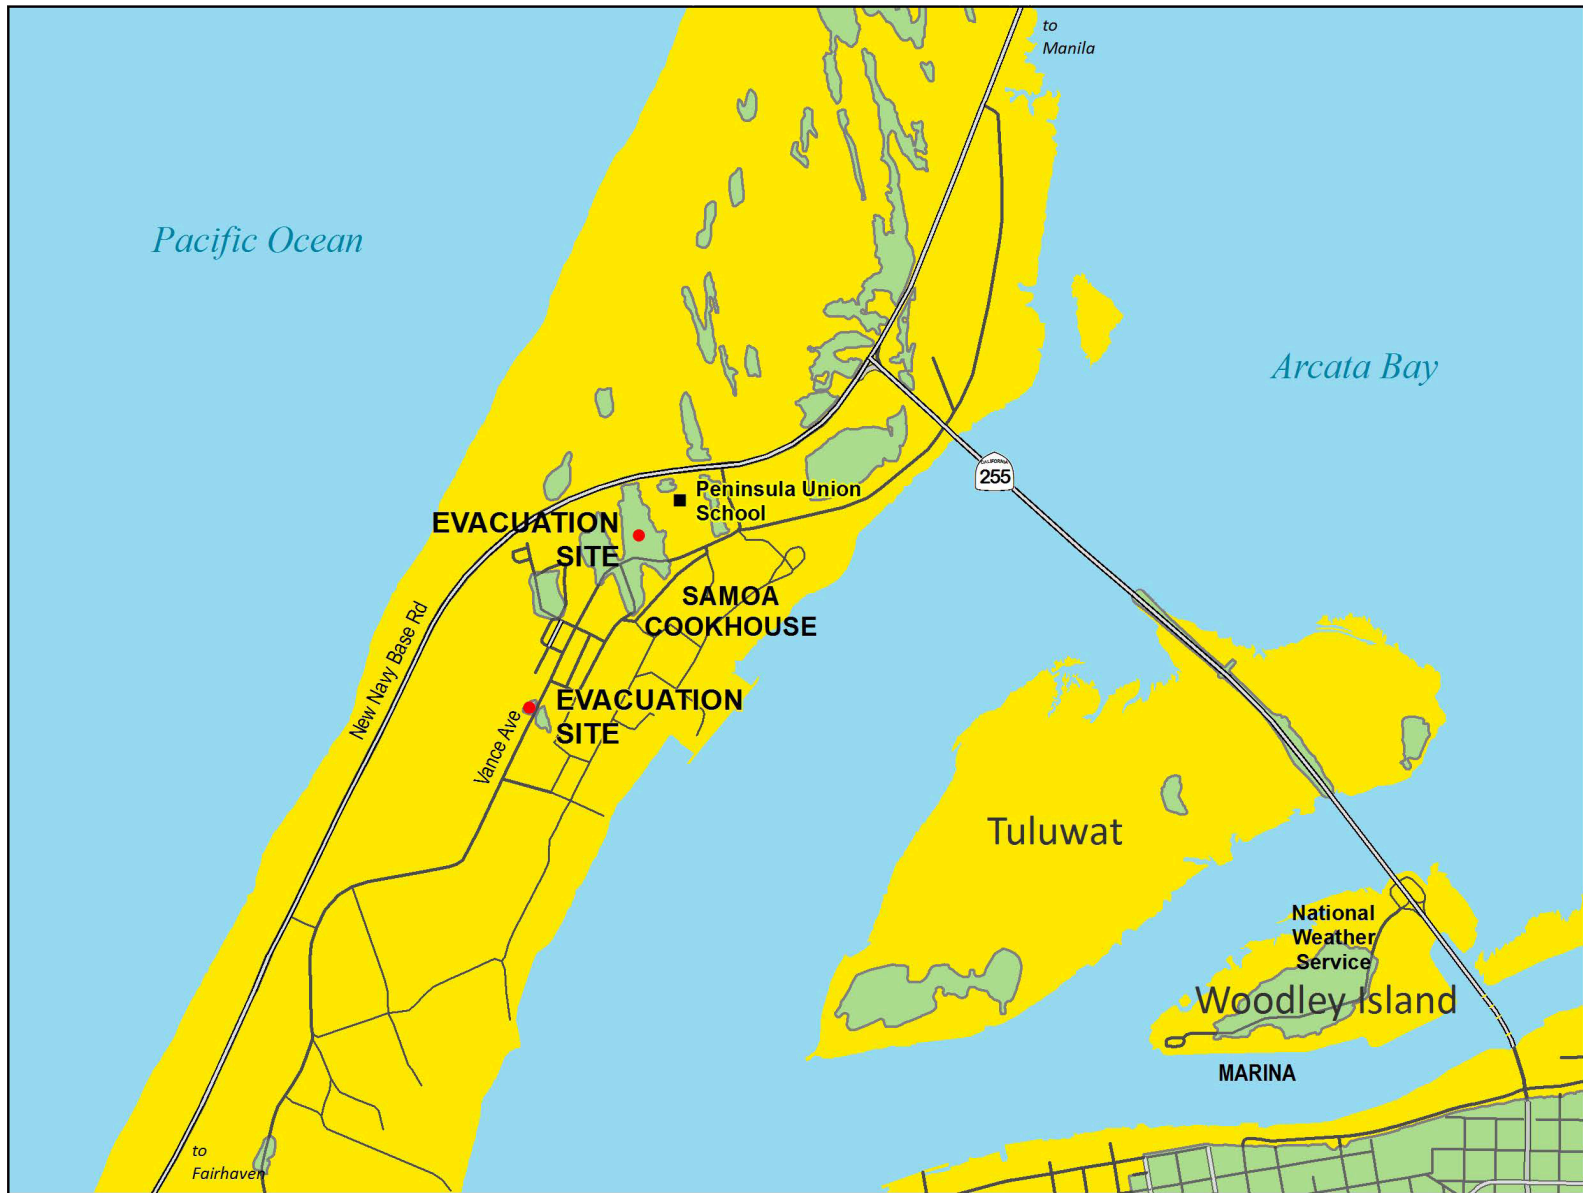 to
Manila
Pacific Ocean
Arcata Bay
CALIFORNIA
255
Peninsula Union
School
EVACUATION
SITE
SAMOA
COOKHOUSE
New Navy Base Rd
EVACUATION
SITE
Vance Ave
Tuluwat
National
Weather
Service
Woodley Island
MARINA
to
Fairhaven